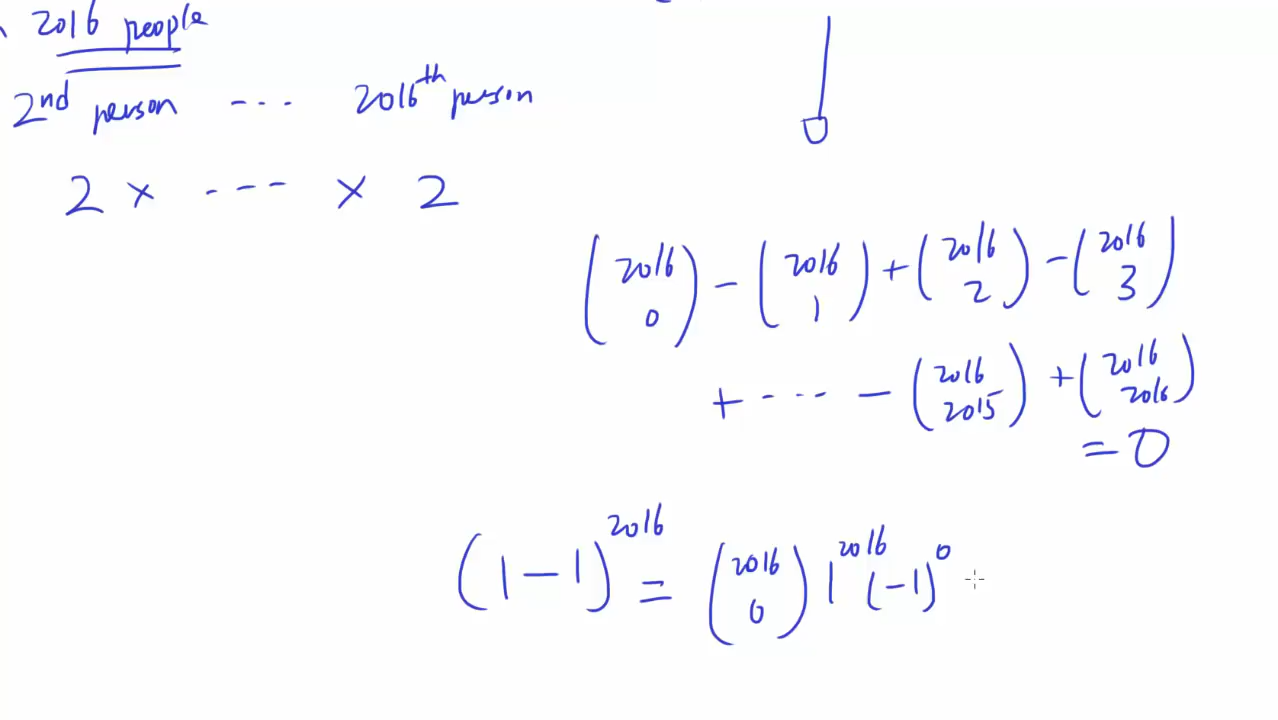 2016 people
2nd person --- 2016th person
2 × --- × 2
(2016 0) - (2016 1) + (2016 2) - (2016 3)
+ --- - (2016 2015) + (2016 2016)
= 0
(1-1)^2016 = (2016 0) 1^2016 (-1)^0